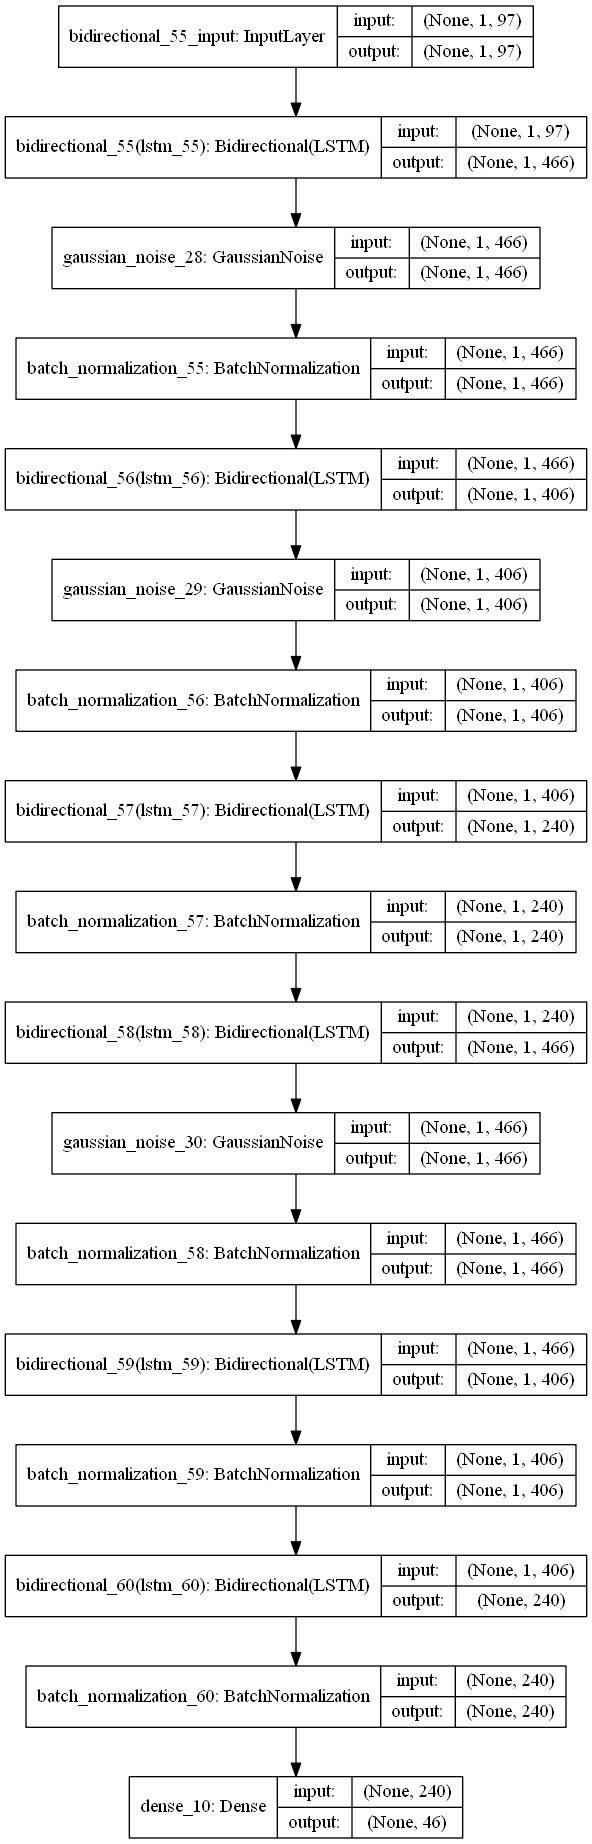 bidirectional_55_input: InputLayer
input: (None, 1, 97)
output: (None, 1, 97)
bidirectional_55(lstm_55): Bidirectional(LSTM)
input: (None, 1, 97)
output: (None, 1, 466)
gaussian_noise_28: GaussianNoise
input: (None, 1, 466)
output: (None, 1, 466)
batch_normalization_55: BatchNormalization
input: (None, 1, 466)
output: (None, 1, 466)
bidirectional_56(lstm_56): Bidirectional(LSTM)
input: (None, 1, 466)
output: (None, 1, 406)
gaussian_noise_29: GaussianNoise
input: (None, 1, 406)
output: (None, 1, 406)
batch_normalization_56: BatchNormalization
input: (None, 1, 406)
output: (None, 1, 406)
bidirectional_57(lstm_57): Bidirectional(LSTM)
input: (None, 1, 406)
output: (None, 1, 240)
batch_normalization_57: BatchNormalization
input: (None, 1, 240)
output: (None, 1, 240)
bidirectional_58(lstm_58): Bidirectional(LSTM)
input: (None, 1, 240)
output: (None, 1, 466)
gaussian_noise_30: GaussianNoise
input: (None, 1, 466)
output: (None, 1, 466)
batch_normalization_58: BatchNormalization
input: (None, 1, 466)
output: (None, 1, 466)
bidirectional_59(lstm_59): Bidirectional(LSTM)
input: (None, 1, 466)
output: (None, 1, 406)
batch_normalization_59: BatchNormalization
input: (None, 1, 406)
output: (None, 1, 406)
bidirectional_60(lstm_60): Bidirectional(LSTM)
input: (None, 1, 406)
output: (None, 240)
batch_normalization_60: BatchNormalization
input: (None, 240)
output: (None, 240)
dense_10: Dense
input: (None, 240)
output: (None, 46)